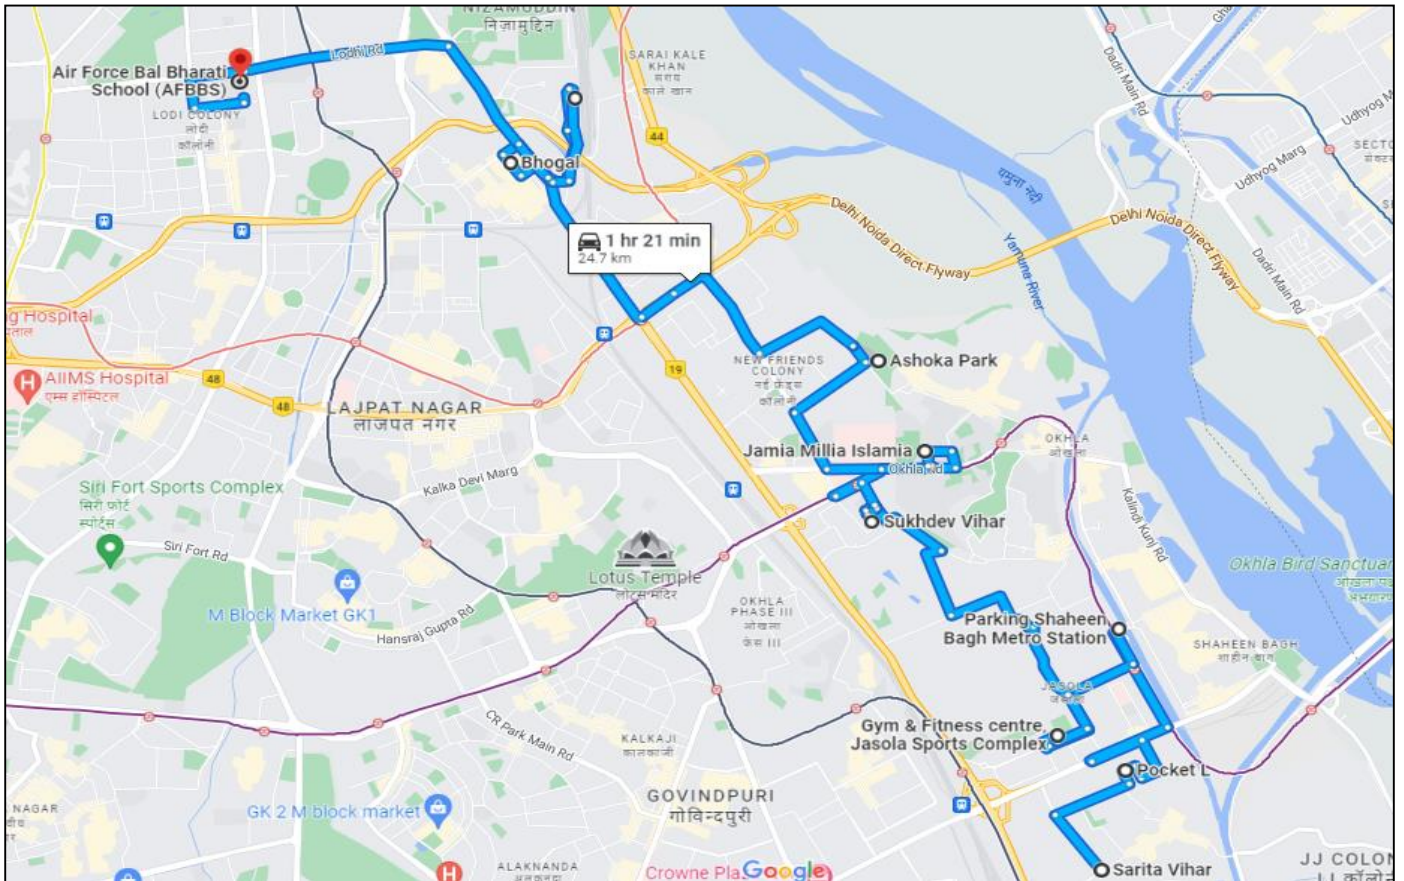 NIZAMUDDIN
निज़ामुद्दिन
Lodhi Rd
SARAI KALE
KHAN
सराय
काले खान
Air Force Bal Bharati
School (AFBBS)
LODI COLONY
लोदी
कॉलोनी
Bhogal
44
Dadri Main Rd
Udhyog M
SECTO
सेक्टर
Udhyog Marg
यमुना नदी
Delhi Noida Direct Flyway
Delhi Noida Direct Flyway
Yamuna River
Dadri Main Rd
1 hr 21 min
24.7 km
g Hospital
AIIMS Hospital
एम्स हॉस्पिटल
48
48
19
NEW FRIENDS
COLONY
नई फ्रेंड्स
कॉलोनी
Ashoka Park
LAJPAT NAGAR
लाजपत नगर
Jamia Millia Islamia
Okhla Rd
OKHLA
ओखला
Kalka Devi Marg
Siri Fort Sports Complex
सिरी फोर्ट
स्पोर्ट्स
Siri Fort Rd
Sukhdev Vihar
Kalindi Kunj Rd
Lotus Temple
लोटस मंदिर
Okhla Bird Sanctuar
M Block Market GK1
Hansraj Gupta Rd
OKHLA
PHASE III
ओखला
फेस III
Parking Shaheen
Bagh Metro Station
SHAHEEN BAGH
शाहीन बाग
JASOLA
जसोला
CR Park Main Rd
KALKAJI
कालकाजी
Gym & Fitness centre,
Jasola Sports Complex
Pocket L
GOVINDPURI
गोविन्दपुरी
NAGAR
GK 2 M block market
ALAKNANDA
अलकनंदा
Crowne Pla
Google
Sarita Vihar
JJ COLON